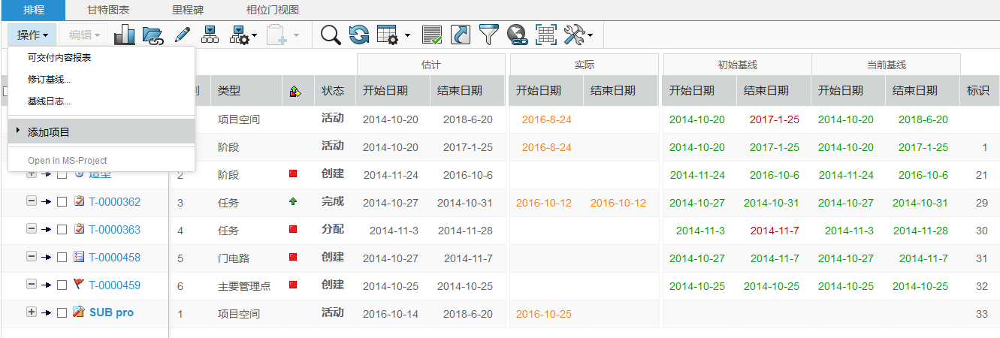 排程 甘特图表 里程碑 相位门视图
操作 编辑
可交付内容报表
修订基线...
基线日志...
添加项目
Open in MS-Project
估计 实际 初始基线 当前基线
类型 状态 开始日期 结束日期 开始日期 结束日期 开始日期 结束日期 开始日期 结束日期 标识
项目空间 活动 2014-10-20 2018-6-20 2016-8-24 2014-10-20 2017-1-25 2014-10-20 2018-6-20
阶段 活动 2014-10-20 2017-1-25 2016-8-24 2014-10-20 2017-1-25 2014-10-20 2017-1-25 1
造型 2 阶段 创建 2014-11-24 2016-10-6 2014-11-24 2016-10-6 2014-11-24 2016-10-6 21
T-0000362 3 任务 完成 2014-10-27 2014-10-31 2016-10-12 2016-10-12 2014-10-27 2014-10-31 2014-10-27 2014-10-31 29
T-0000363 4 任务 分配 2014-11-3 2014-11-28 2014-11-3 2014-11-7 2014-11-3 2014-11-28 30
T-0000458 5 门电路 创建 2014-10-27 2014-11-7 2014-10-27 2014-11-7 2014-10-27 2014-11-7 31
T-0000459 6 主要管理点 创建 2014-10-25 2014-10-25 2014-10-25 2014-10-25 2014-10-25 2014-10-25 32
SUB pro 1 项目空间 活动 2016-10-14 2018-6-20 2016-10-25 33